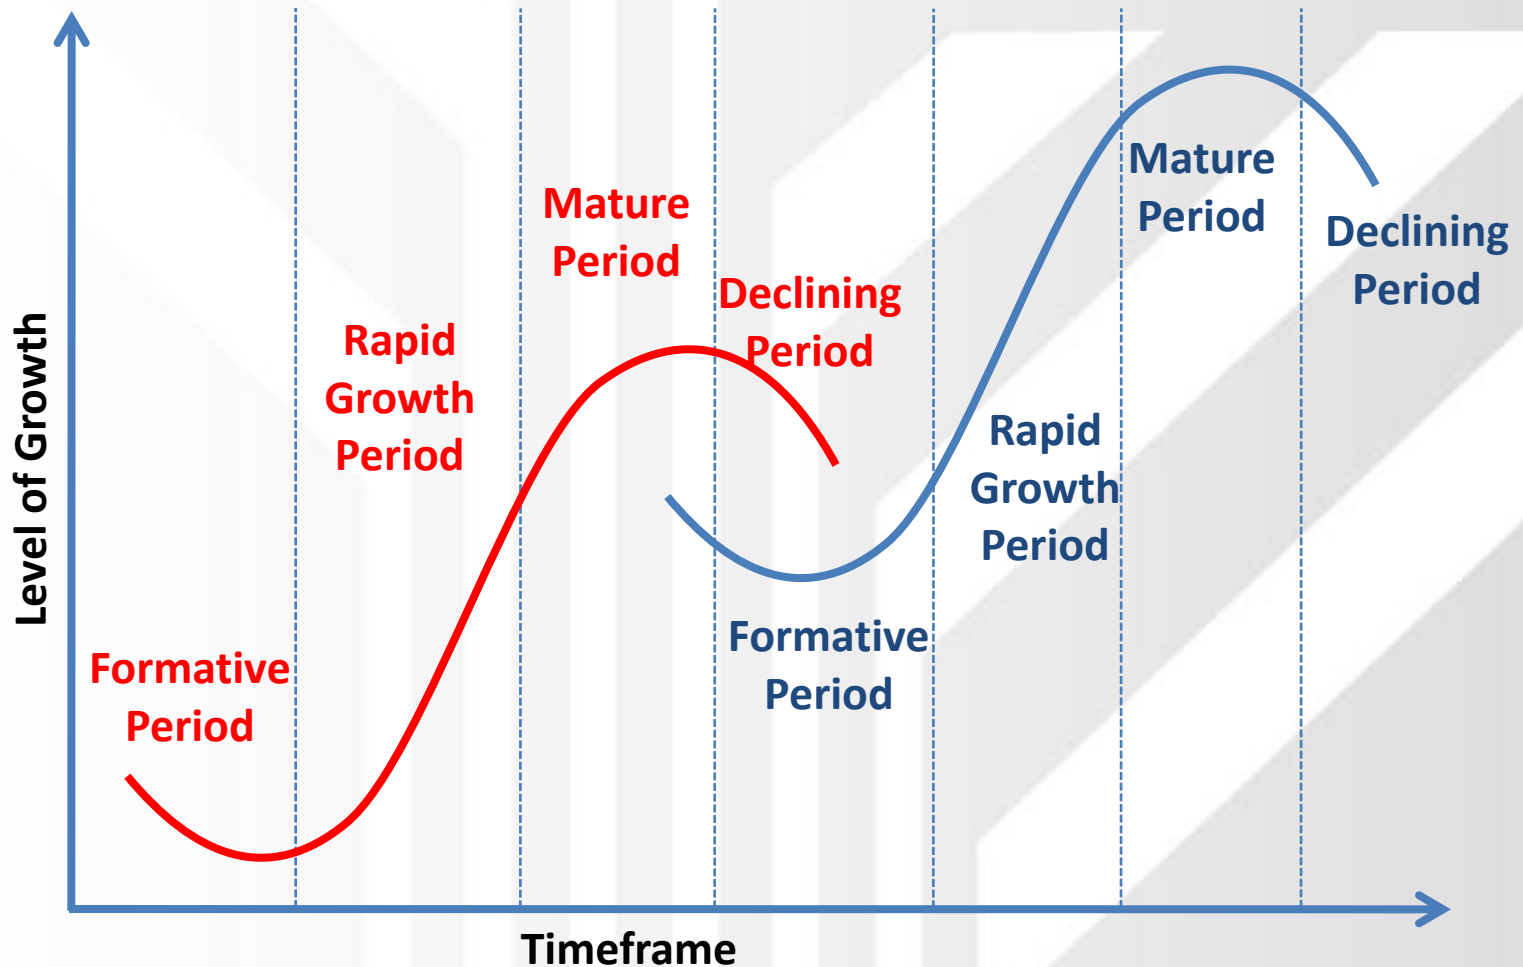 Level of Growth
Formative
Period
Rapid
Growth
Period
Mature
Period
Declining
Period
Formative
Period
Rapid
Growth
Period
Mature
Period
Declining
Period
Timeframe